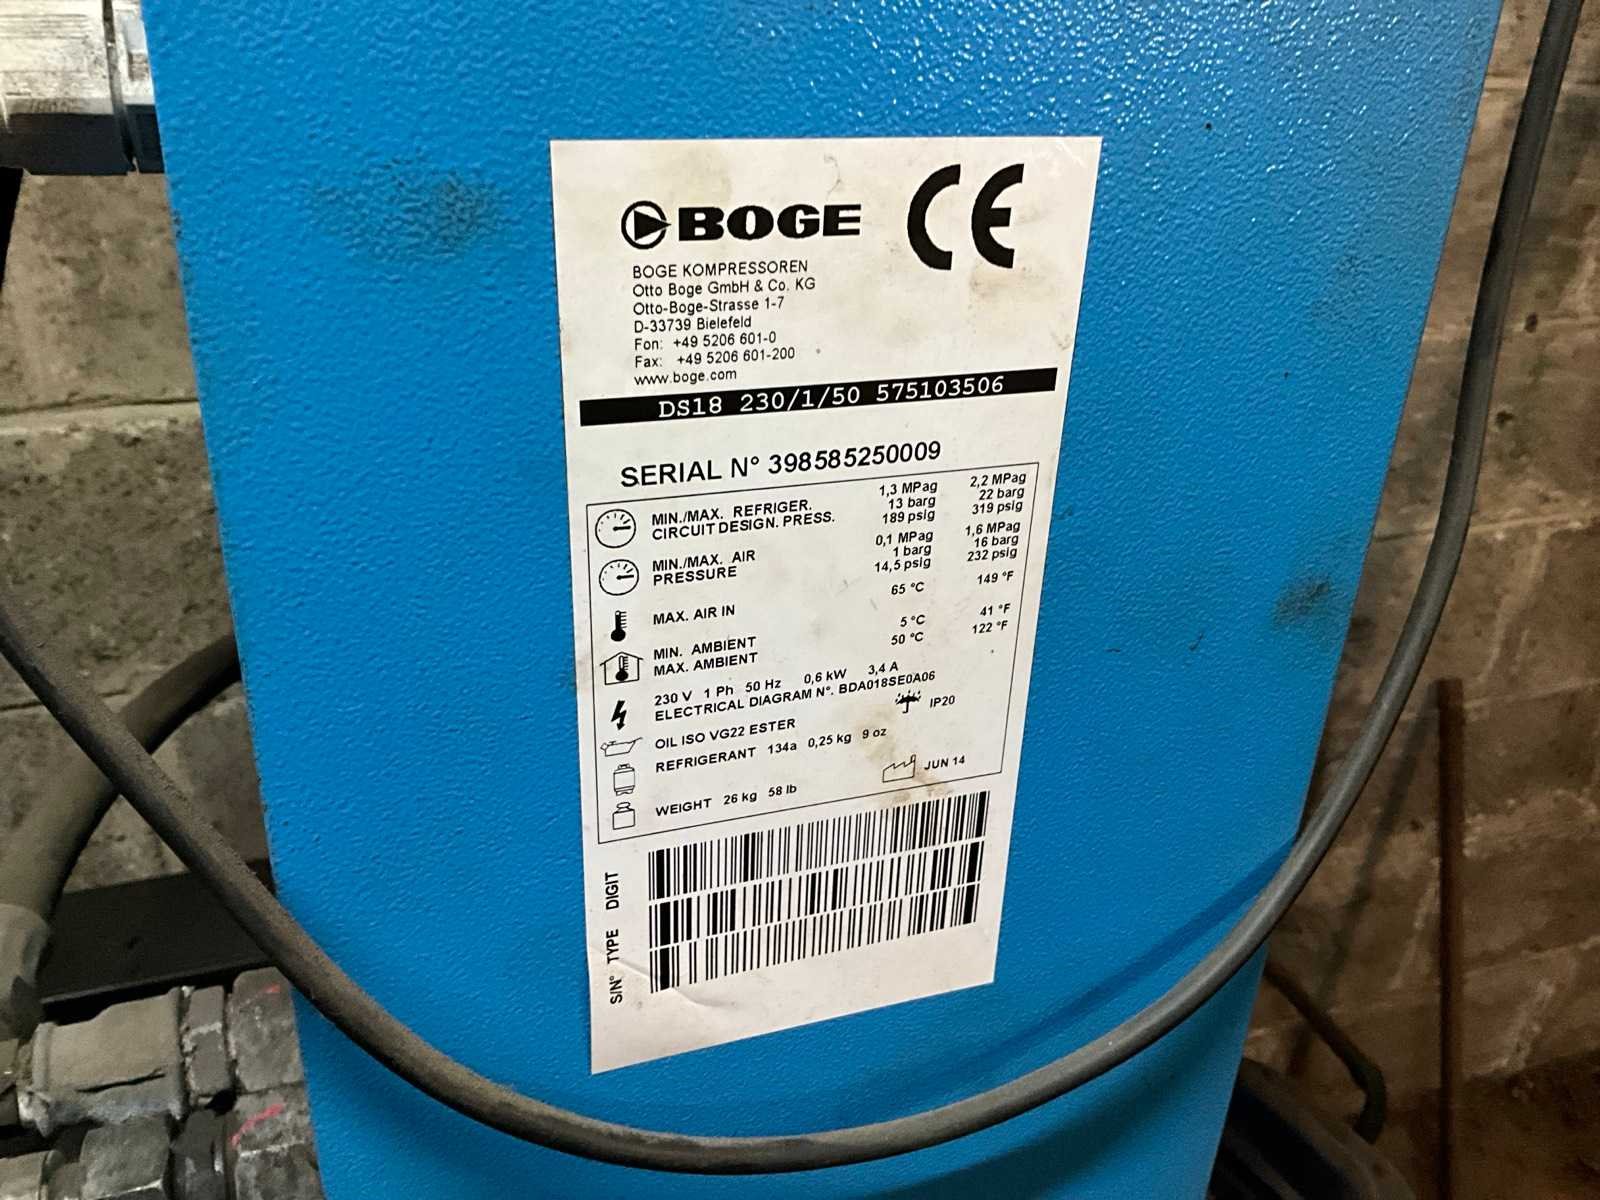 BOGE CE
BOGE KOMPRESSOREN
Otto Boge GmbH & Co. KG
Otto-Boge-Strasse 1-7
D-33739 Bielefeld
Fon: +49 5206 601-0
Fax: +49 5206 601-200
www.boge.com
DS18 230/1/50 575103506
SERIAL N° 398585250009
MIN./MAX. REFRIGER. 1,3 MPag 2,2 MPag
CIRCUIT DESIGN. PRESS. 13 barg 22 barg
189 psig 319 psig
MIN./MAX. AIR 0,1 MPag 1,6 MPag
PRESSURE 1 barg 16 barg
14,5 psig 232 psig
MAX. AIR IN 65 °C 149 °F
MIN. AMBIENT 5 °C 41 °F
MAX. AMBIENT 50 °C 122 °F
230 V 1 Ph 50 Hz 0,6 kW 3,4 A
ELECTRICAL DIAGRAM N°. BDA018SE0A06
OIL ISO VG22 ESTER IP20
REFRIGERANT 134a 0,25 kg 9 oz
WEIGHT 26 kg 58 lb JUN 14
S/N° TYPE DIGIT